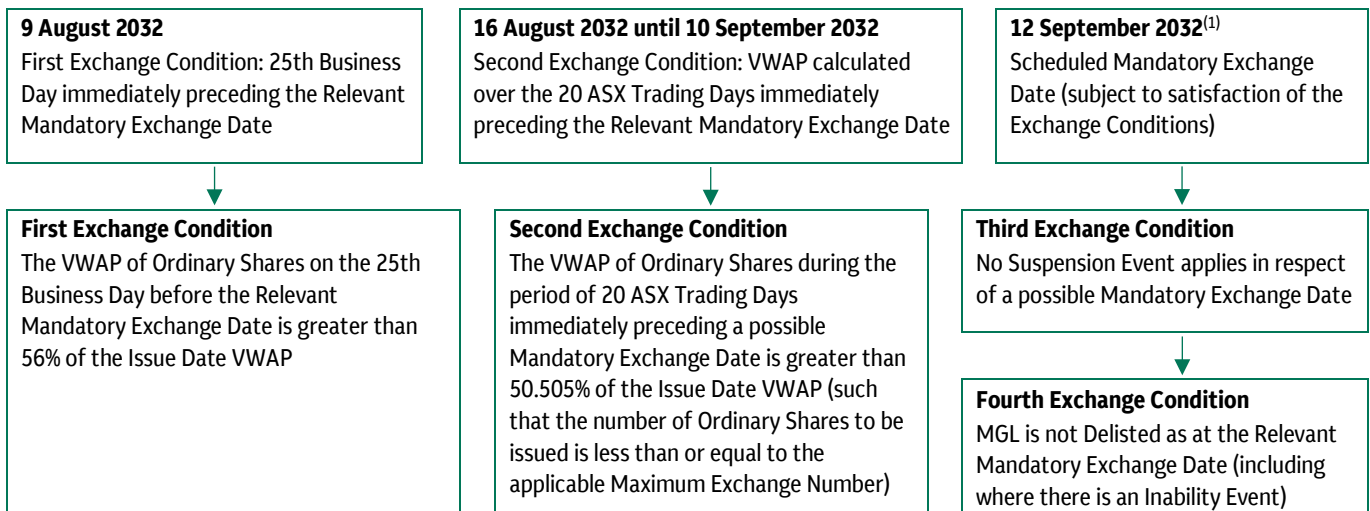 9 August 2032
First Exchange Condition: 25th Business
Day immediately preceding the Relevant
Mandatory Exchange Date
16 August 2032 until 10 September 2032
Second Exchange Condition: VWAP calculated
over the 20 ASX Trading Days immediately
preceding the Relevant Mandatory Exchange Date
12 September 2032(1)
Scheduled Mandatory Exchange
Date (subject to satisfaction of the
Exchange Conditions)
First Exchange Condition
The VWAP of Ordinary Shares on the 25th
Business Day before the Relevant
Mandatory Exchange Date is greater than
56% of the Issue Date VWAP
Second Exchange Condition
The VWAP of Ordinary Shares during the
period of 20 ASX Trading Days
immediately preceding a possible
Mandatory Exchange Date is greater than
50.505% of the Issue Date VWAP (such
that the number of Ordinary Shares to be
issued is less than or equal to the
applicable Maximum Exchange Number)
Third Exchange Condition
No Suspension Event applies in respect
of a possible Mandatory Exchange Date
Fourth Exchange Condition
MGL is not Delisted as at the Relevant
Mandatory Exchange Date (including
where there is an Inability Event)